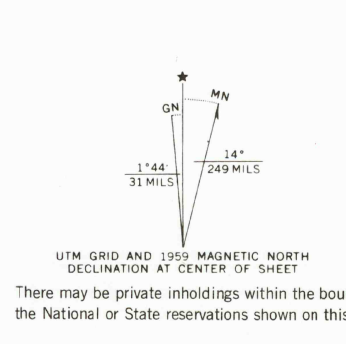 ★
GN
MN
1°44'
31 MILS
14°
249 MILS
UTM GRID AND 1959 MAGNETIC NORTH
DECLINATION AT CENTER OF SHEET
There may be private inholdings within the
the National or State reservations shown on this